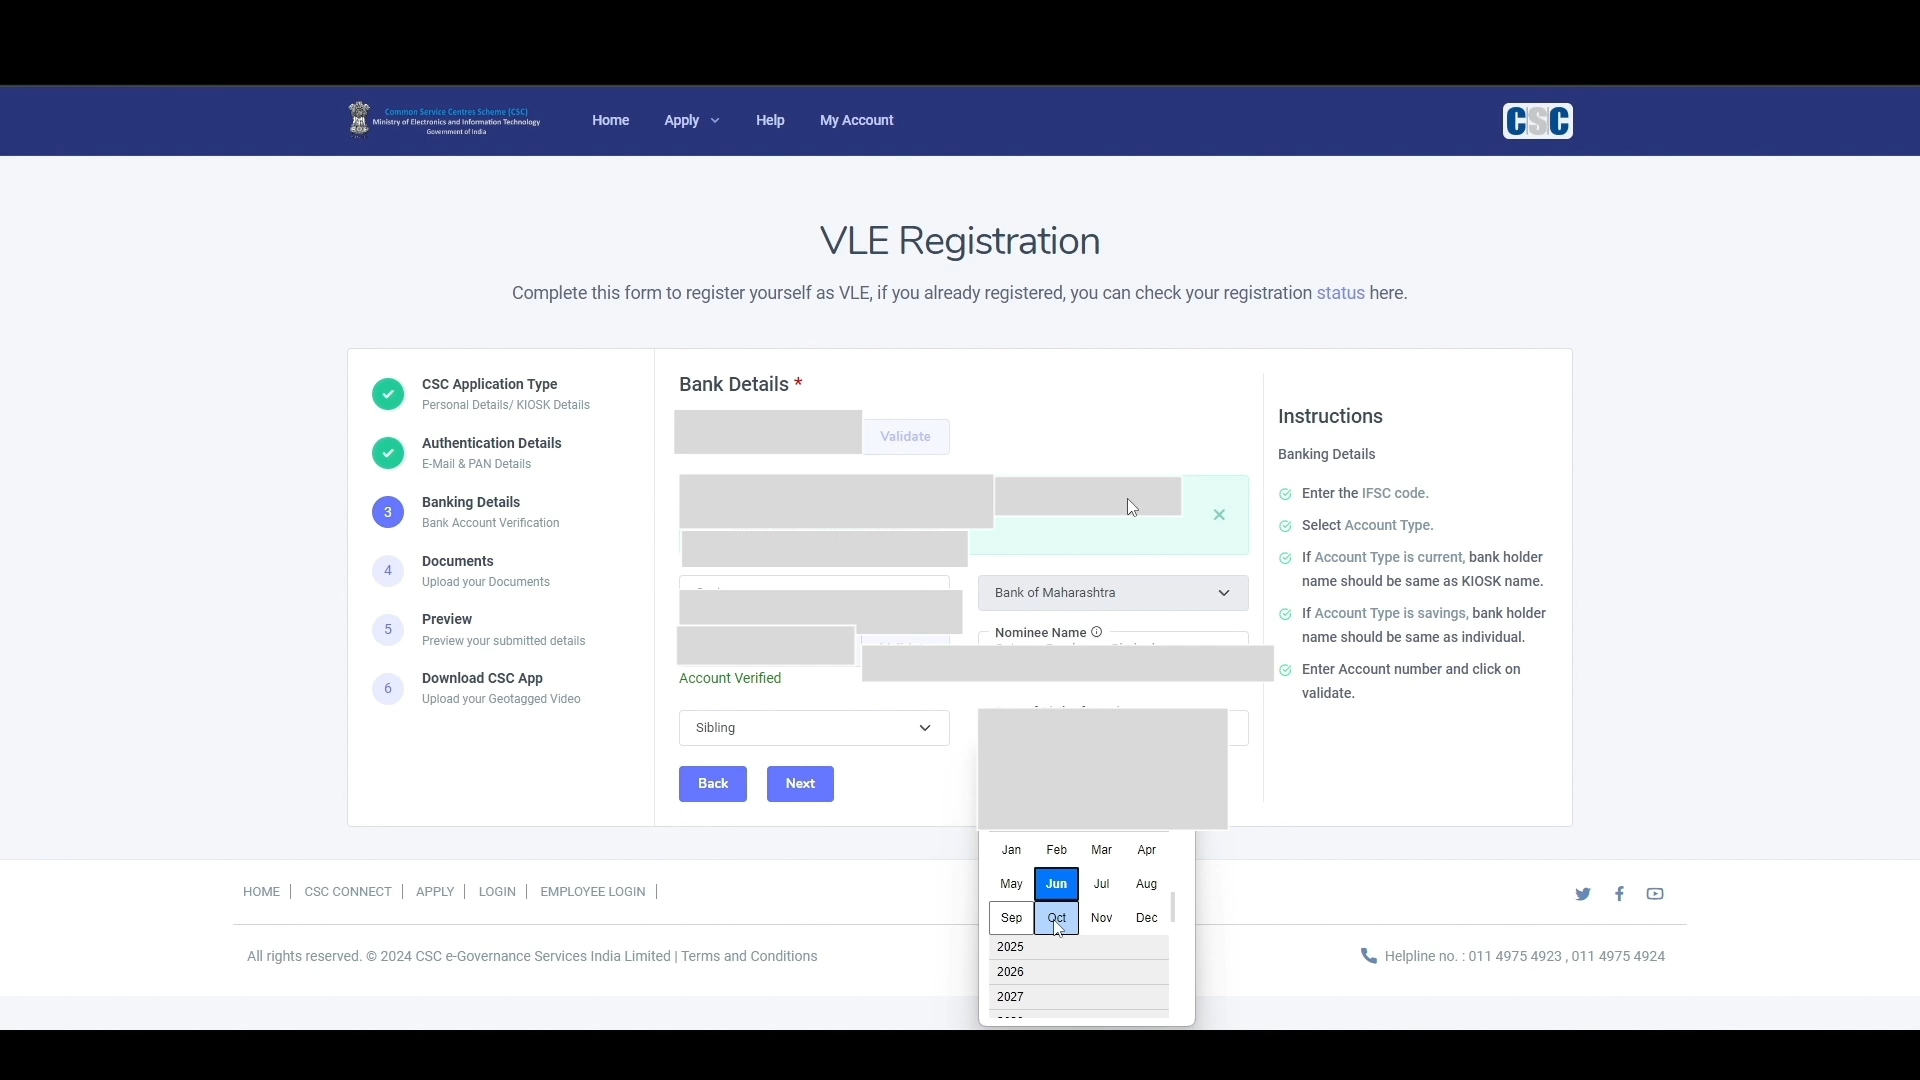 Common Service Centres Scheme (CSC)
Ministry of Electronics and Information Technology
Government of India
Home
Apply
Help
My Account
CSC
VLE Registration
Complete this form to register yourself as VLE, if you already registered, you can check your registration status here.
CSC Application Type
Personal Details/ KIOSK Details
Authentication Details
E-Mail & PAN Details
3
Banking Details
Bank Account Verification
4
Documents
Upload your Documents
5
Preview
Preview your submitted details
6
Download CSC App
Upload your Geotagged Video
Bank Details *
Validate
Bank of Maharashtra
Nominee Name
Account Verified
Sibling
Back
Next
Jan Feb Mar Apr
May Jun Jul Aug
Sep Oct Nov Dec
2025
2026
2027
Instructions
Banking Details
Enter the IFSC code.
Select Account Type.
If Account Type is current, bank holder
name should be same as KIOSK name.
If Account Type is savings, bank holder
name should be same as individual.
Enter Account number and click on
validate.
HOME | CSC CONNECT | APPLY | LOGIN | EMPLOYEE LOGIN |
All rights reserved. © 2024 CSC e-Governance Services India Limited | Terms and Conditions
Helpline no. : 011 4975 4923 , 011 4975 4924